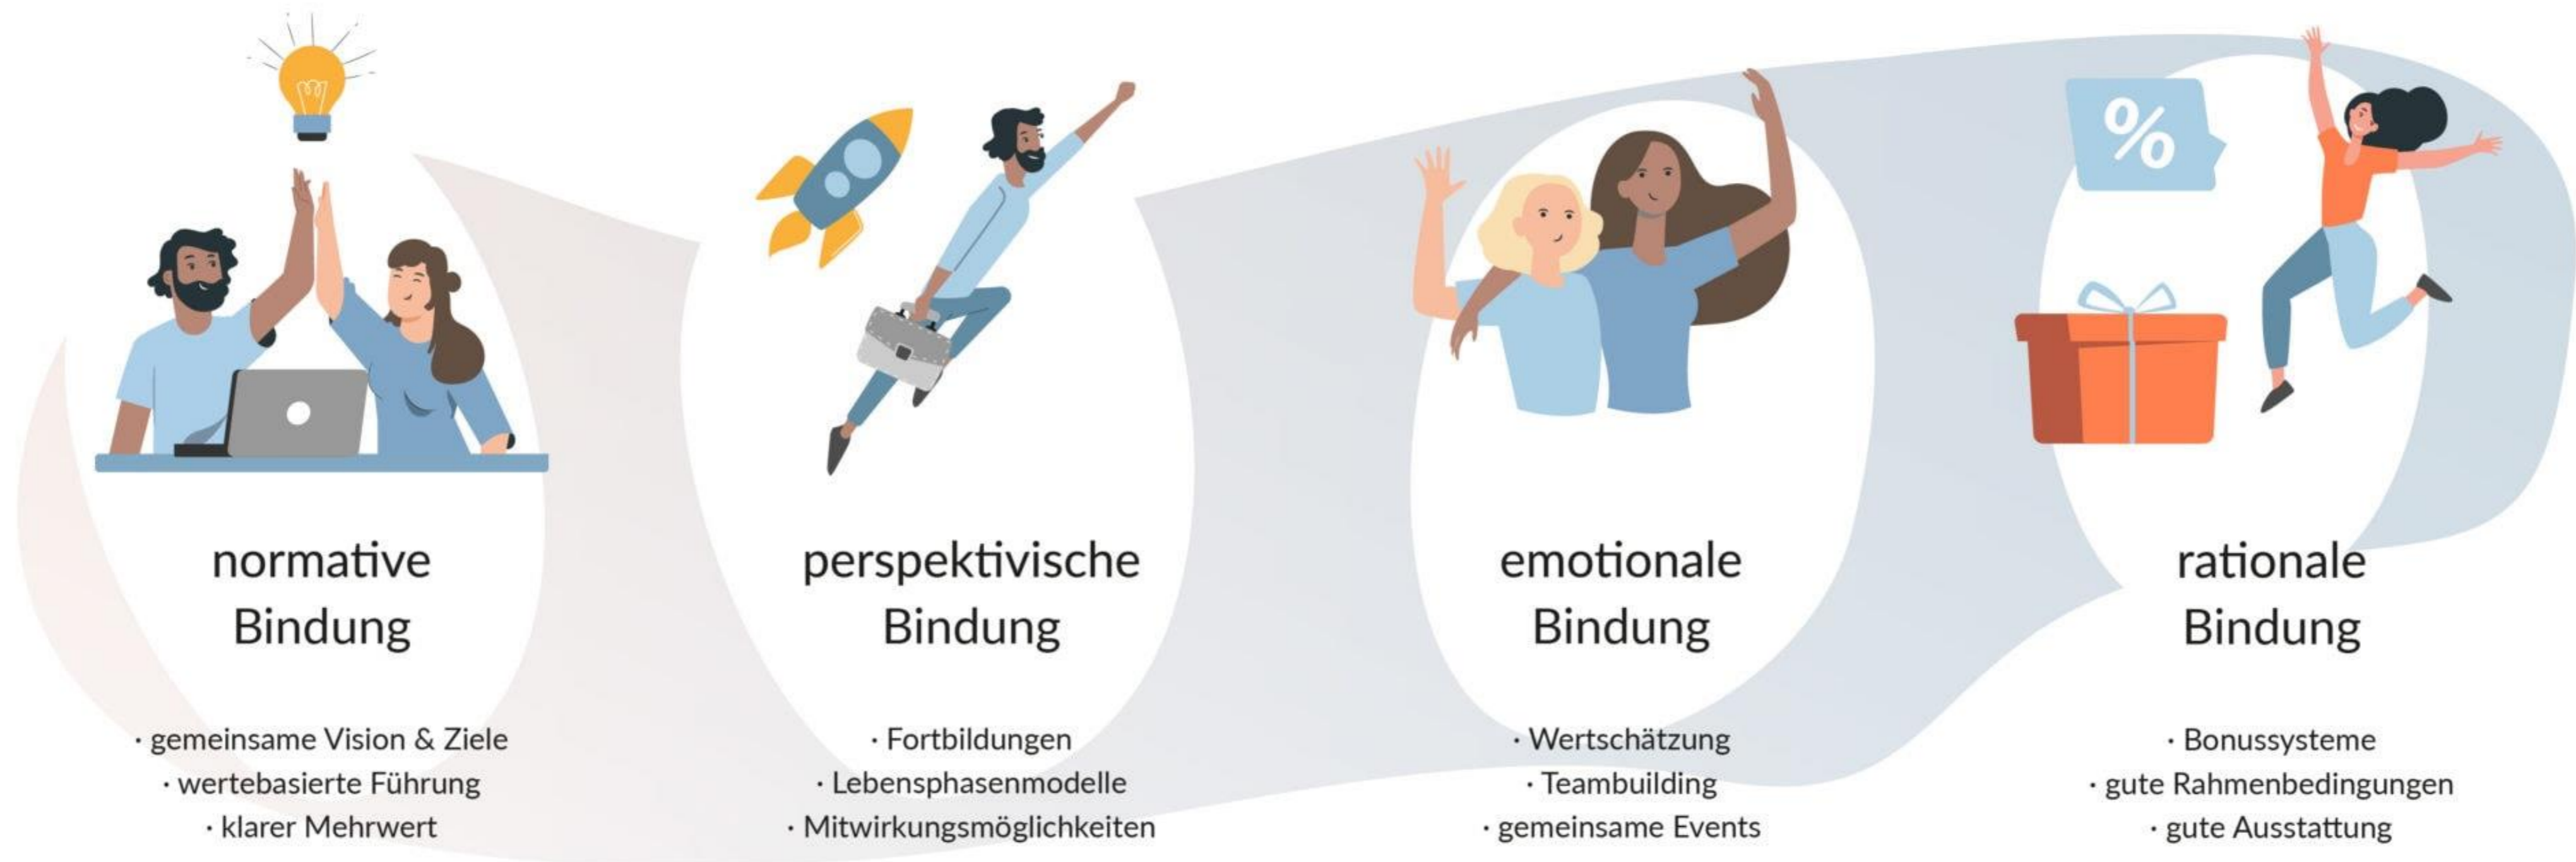 %
normative
Bindung
· gemeinsame Vision & Ziele
· wertebasierte Führung
· klarer Mehrwert
perspektivische
Bindung
· Fortbildungen
· Lebensphasenmodelle
· Mitwirkungsmöglichkeiten
emotionale
Bindung
· Wertschätzung
· Teambuilding
· gemeinsame Events
rationale
Bindung
· Bonussysteme
· gute Rahmenbedingungen
· gute Ausstattung